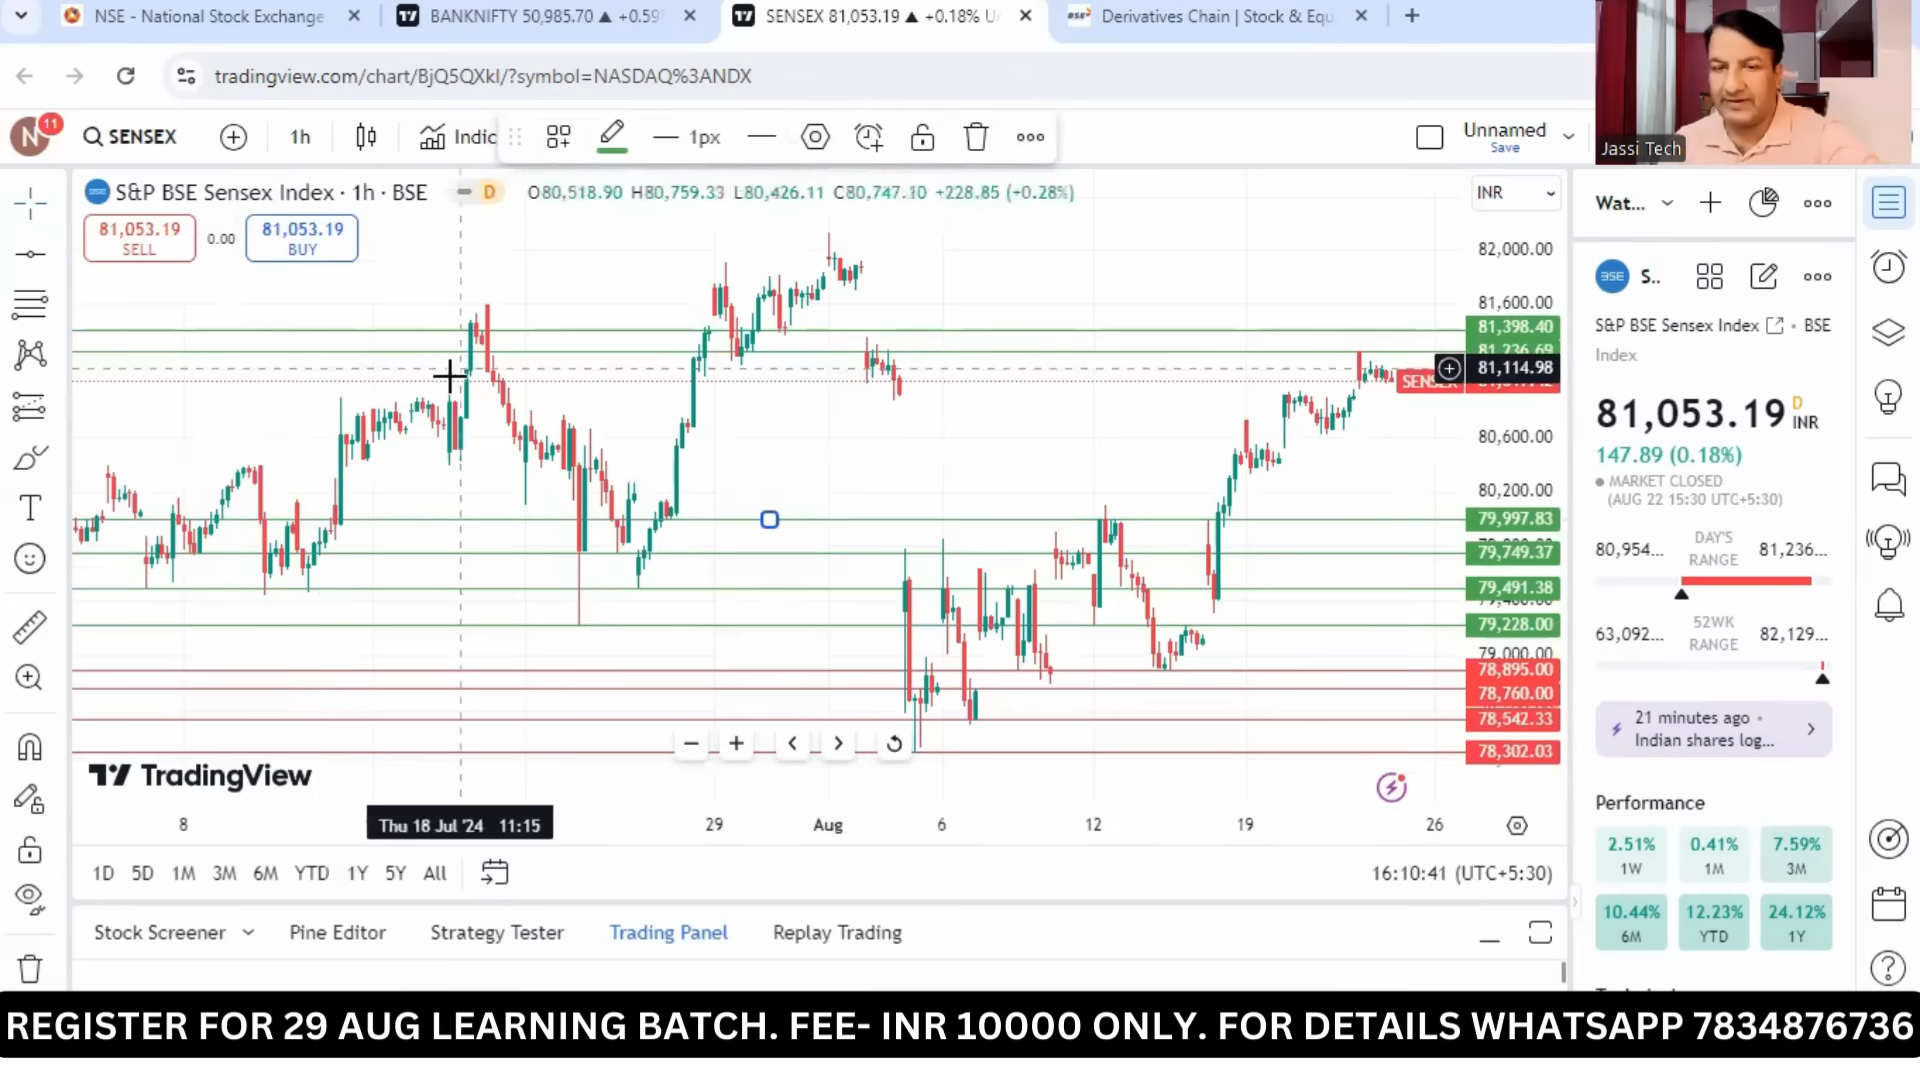 NSE - National Stock Exchange
BANKNIFTY 50,985.70 ▲ +0.59
SENSEX 81,053.19 ▲ +0.18% U
Derivatives Chain | Stock & Equ
tradingview.com/chart/BjQ5QXkI/?symbol=NASDAQ%3ANDX
N 11
SENSEX
1h
Indic
1px
Unnamed
Save
Jassi Tech
S&P BSE Sensex Index · 1h · BSE
D
O80,518.90 H80,759.33 L80,426.11 C80,747.10 +228.85 (+0.28%)
INR
81,053.19
SELL
0.00
81,053.19
BUY
82,000.00
81,600.00
81,398.40
81,236.69
81,114.98
80,600.00
80,200.00
79,997.83
79,749.37
79,491.38
79,228.00
79,000.00
78,895.00
78,760.00
78,542.33
78,302.03
TradingView
8
Thu 18 Jul '24 11:15
29
Aug
6
12
19
26
1D 5D 1M 3M 6M YTD 1Y 5Y All
16:10:41 (UTC+5:30)
Stock Screener
Pine Editor
Strategy Tester
Trading Panel
Replay Trading
Wat...
BSE
S..
S&P BSE Sensex Index · BSE
Index
81,053.19 D INR
147.89 (0.18%)
MARKET CLOSED
(AUG 22 15:30 UTC+5:30)
80,954... DAY'S RANGE 81,236...
63,092... 52WK RANGE 82,129...
21 minutes ago ·
Indian shares log...
Performance
2.51% 0.41% 7.59%
1W 1M 3M
10.44% 12.23% 24.12%
6M YTD 1Y
REGISTER FOR 29 AUG LEARNING BATCH. FEE- INR 10000 ONLY. FOR DETAILS WHATSAPP 7834876736